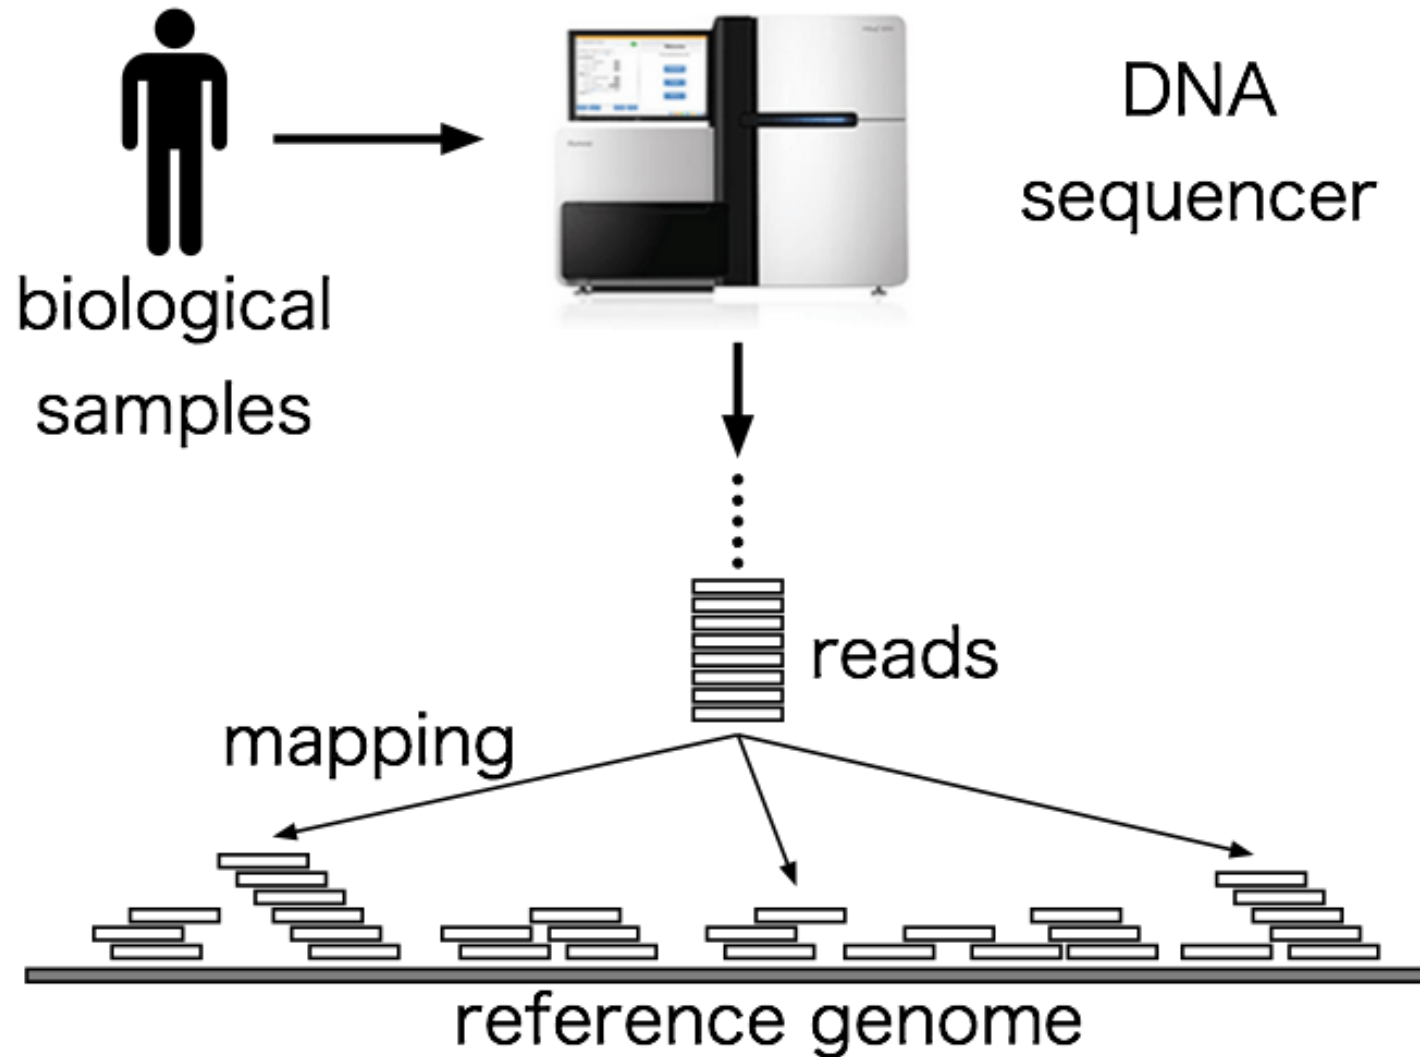 DNA
sequencer
biological
samples
reads
mapping
reference genome